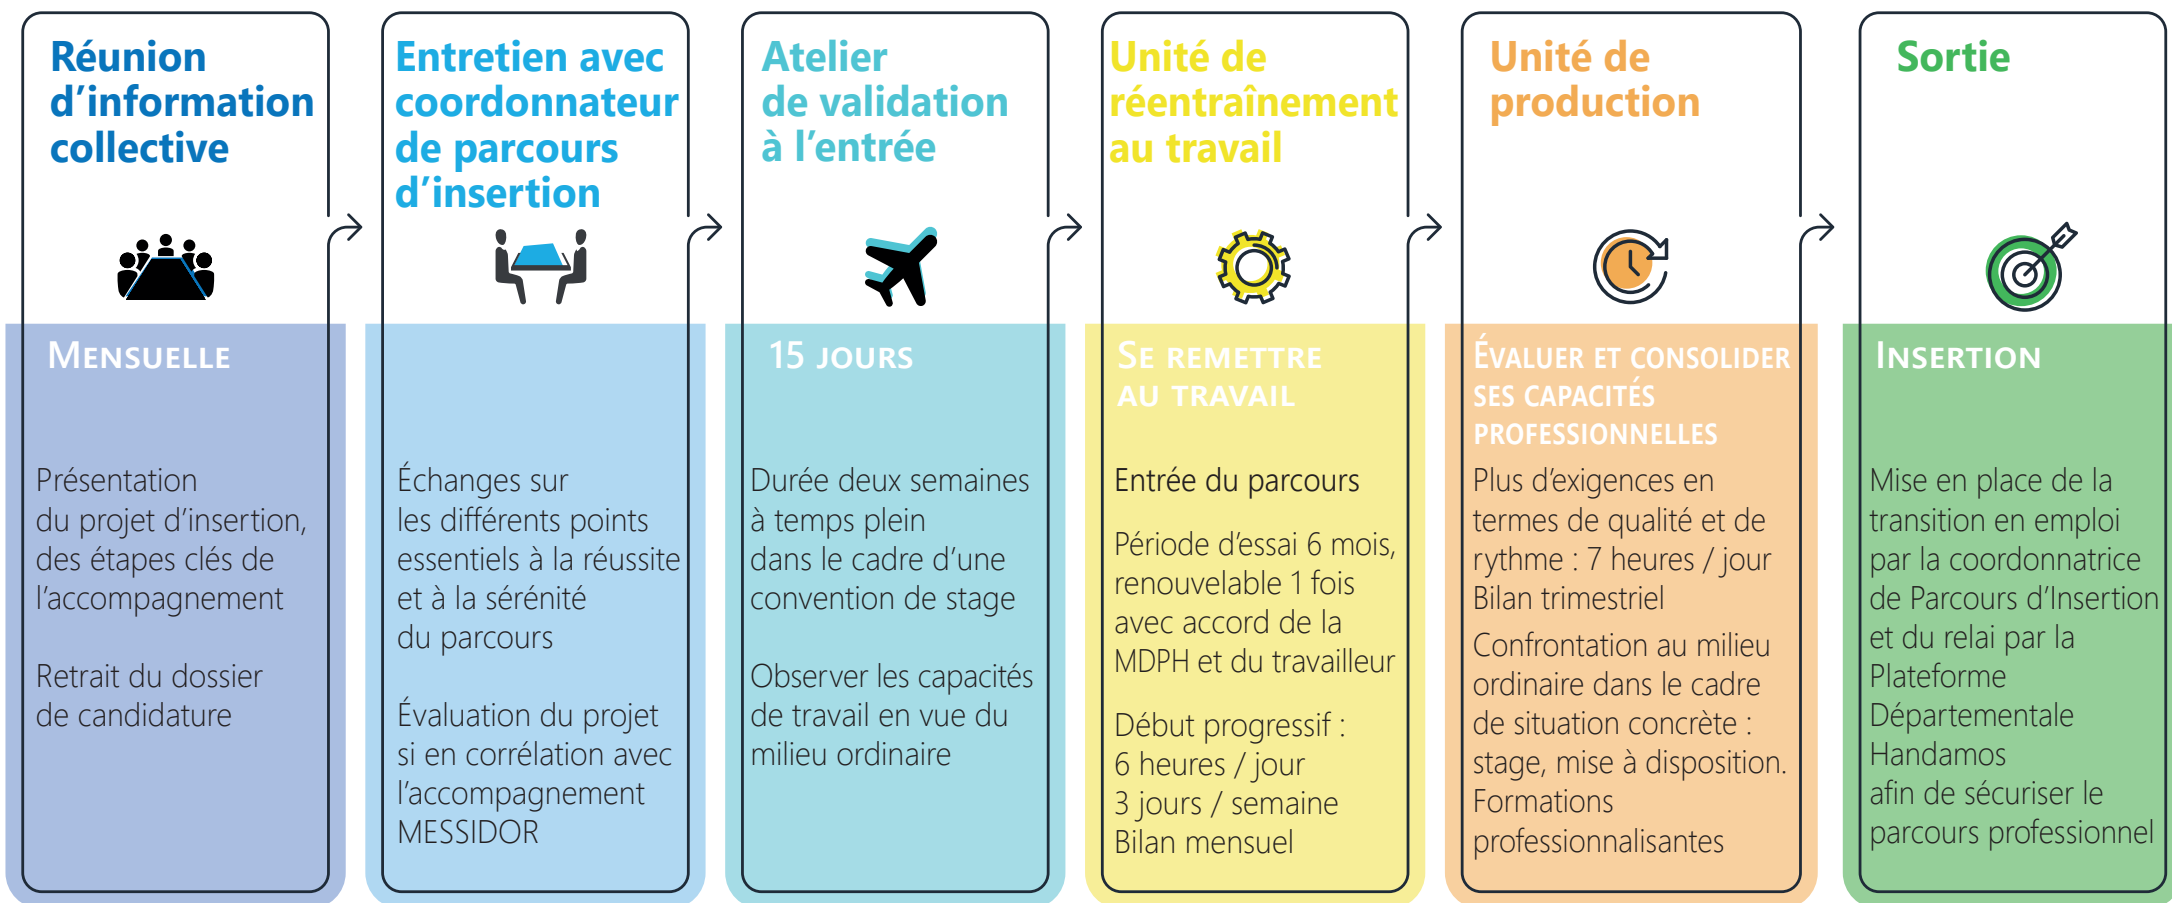 Réunion
d'information
collective
MENSUELLE
Présentation
du projet d'insertion,
des étapes clés de
l'accompagnement
Retrait du dossier
de candidature
Entretien avec
coordonnateur
de parcours
d'insertion
Échanges sur
les différents points
essentiels à la réussite
et à la sérénité
du parcours
Évaluation du projet
si en corrélation avec
l'accompagnement
MESSIDOR
Atelier
de validation
à l'entrée
15 JOURS
Durée deux semaines
à temps plein
dans le cadre d'une
convention de stage
Observer les capacités
de travail en vue du
milieu ordinaire
Unité de
réentraînement
au travail
SE REMETTRE
AU TRAVAIL
Entrée du parcours
Période d'essai 6 mois,
renouvelable 1 fois
avec accord de la
MDPH et du travailleur
Début progressif :
6 heures / jour
3 jours / semaine
Bilan mensuel
Unité de
production
ÉVALUER ET CONSOLIDER
SES CAPACITÉS
PROFESSIONNELLES
Plus d'exigences en
termes de qualité et de
rythme : 7 heures / jour
Bilan trimestriel
Confrontation au milieu
ordinaire dans le cadre
de situation concrète :
stage, mise à disposition.
Formations
professionnalisantes
Sortie
INSERTION
Mise en place de la
transition en emploi
par la coordonnatrice
de Parcours d'Insertion
et du relai par la
Plateforme
Départementale
Handamos
afin de sécuriser le
parcours professionnel